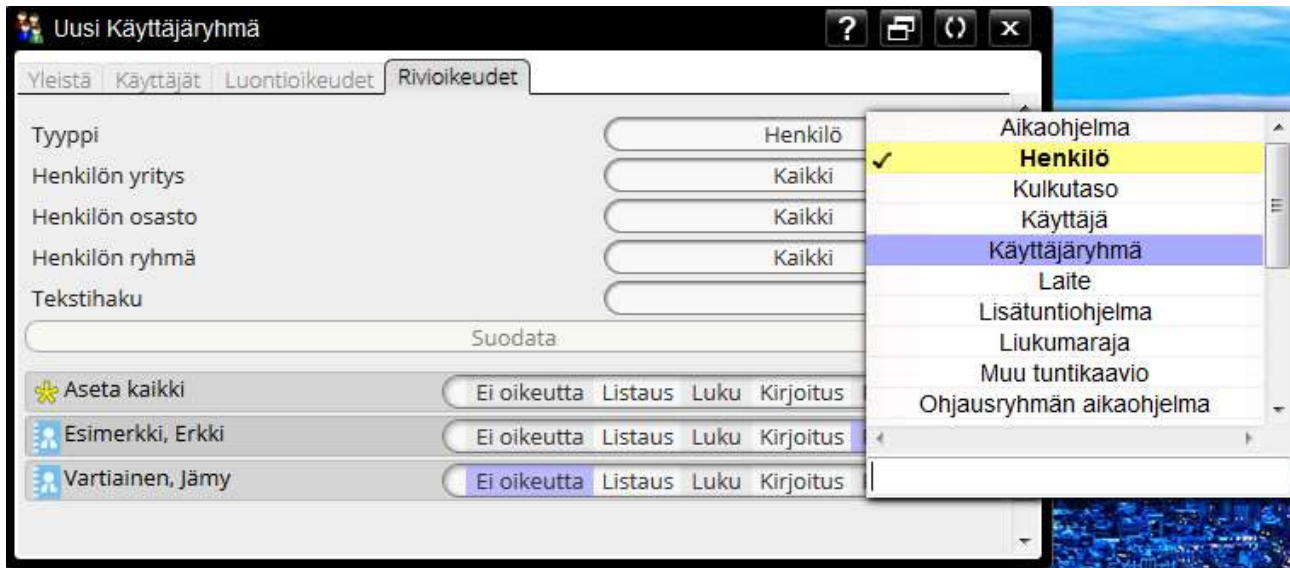 Uusi Käyttäjäryhmä
Yleistä Käyttäjät Luontioikeudet Rivioikeudet
Tyyppi Henkilö
Henkilön yritys Kaikki
Henkilön osasto Kaikki
Henkilön ryhmä Kaikki
Tekstihaku
Suodata
Aseta kaikki Ei oikeutta Listaus Luku Kirjoitus
Esimerkki, Erkki Ei oikeutta Listaus Luku Kirjoitus
Vartiainen, Jämy Ei oikeutta Listaus Luku Kirjoitus
Aikaohjelma
Henkilö
Kulkutaso
Käyttäjä
Käyttäjäryhmä
Laite
Lisätuntiohjelma
Liukumaraja
Muu tuntikaavio
Ohjausryhmän aikaohjelma